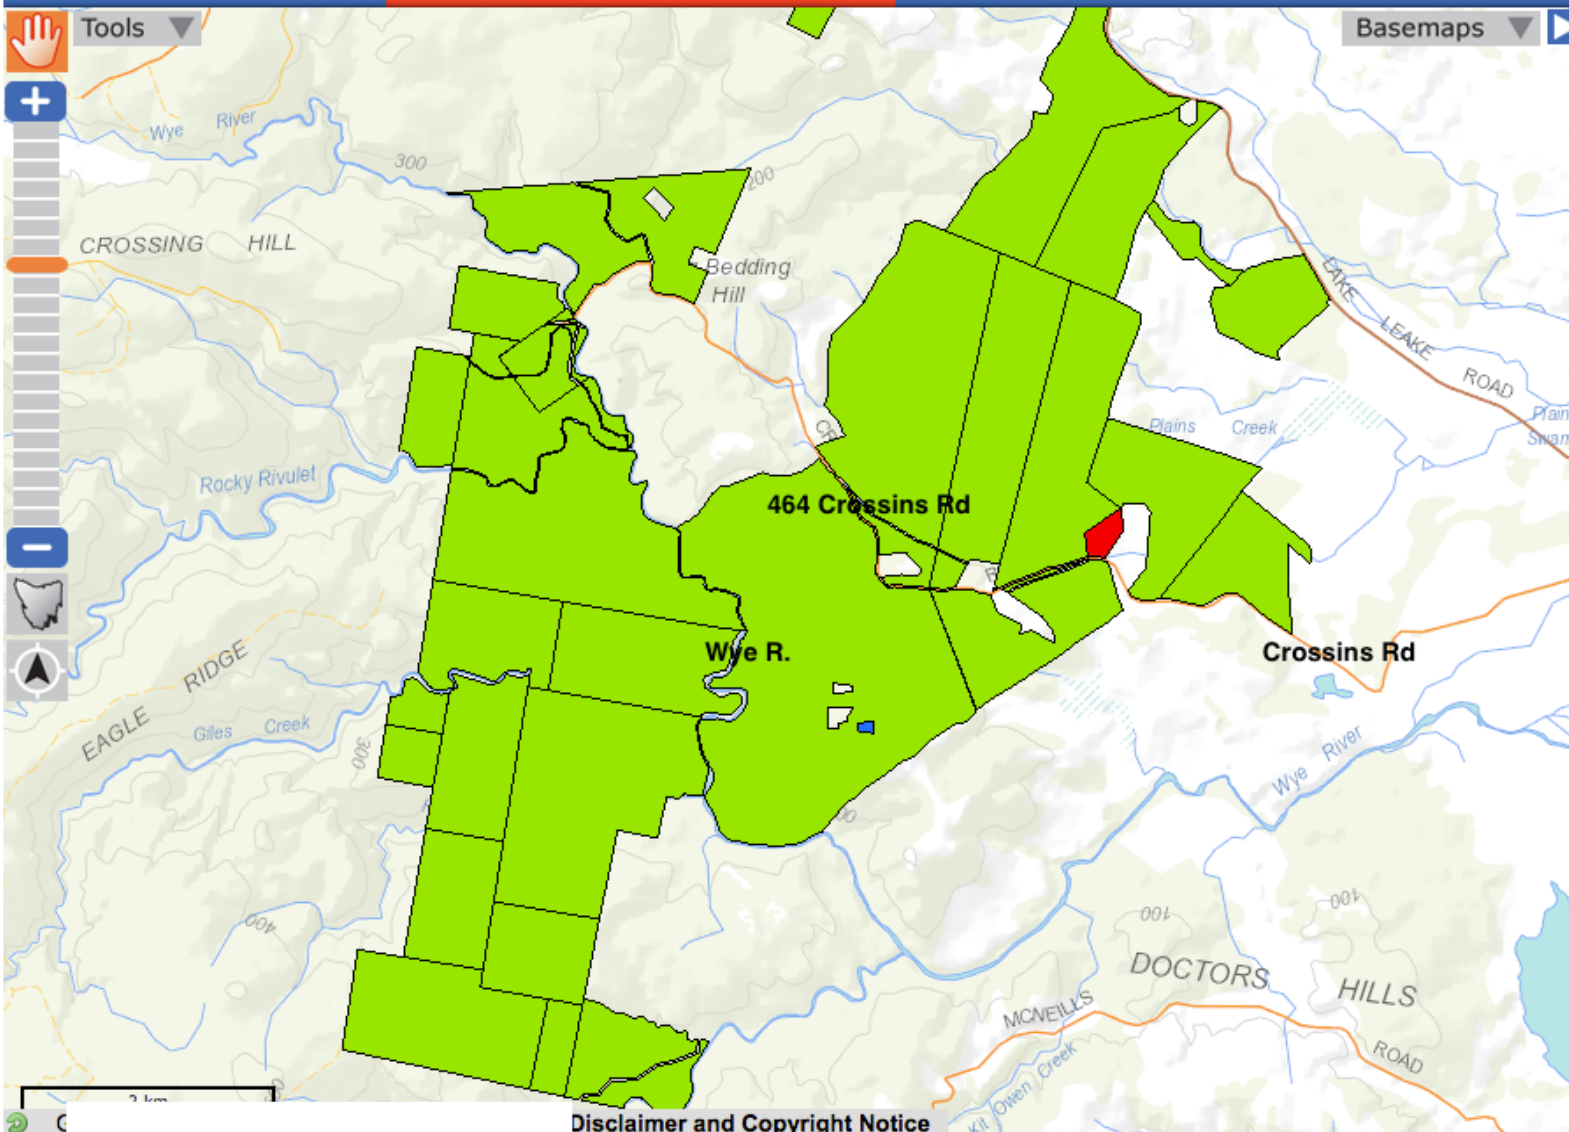 Tools
Basemaps
Wye River
300
200
CROSSING HILL
Bedding
Hill
LAKE
LEAKE
ROAD
Plains Creek
Rocky Rivulet
464 Crossins Rd
Wye R.
Crossins Rd
EAGLE RIDGE
Giles Creek
300
Wye River
400
100
100
DOCTORS HILLS
MCNEILLS
ROAD
Kit Owen Creek
Disclaimer and Copyright Notice